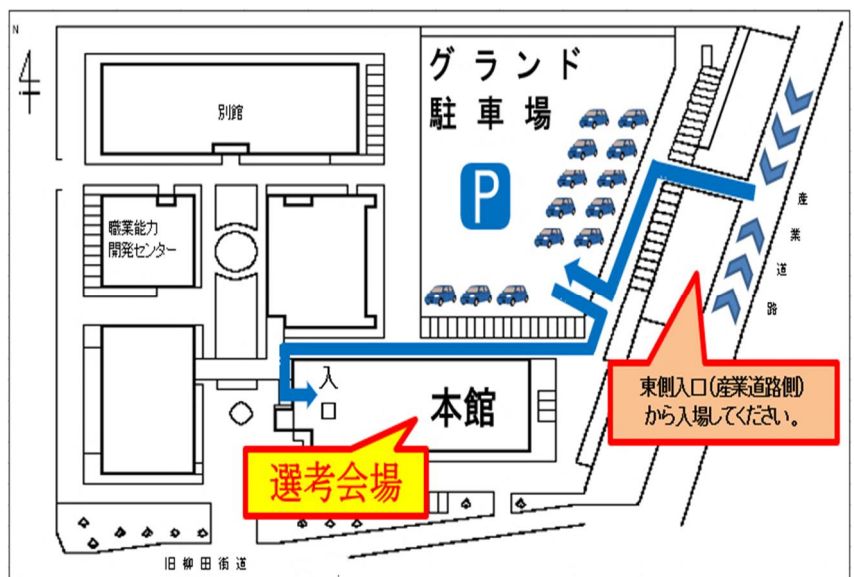 N
別館
グランド
駐車場
P
職業能力
開発センター
産業道路
東側入口(産業道路側)
から入場してください。
入口
本館
選考会場
旧柳田街道